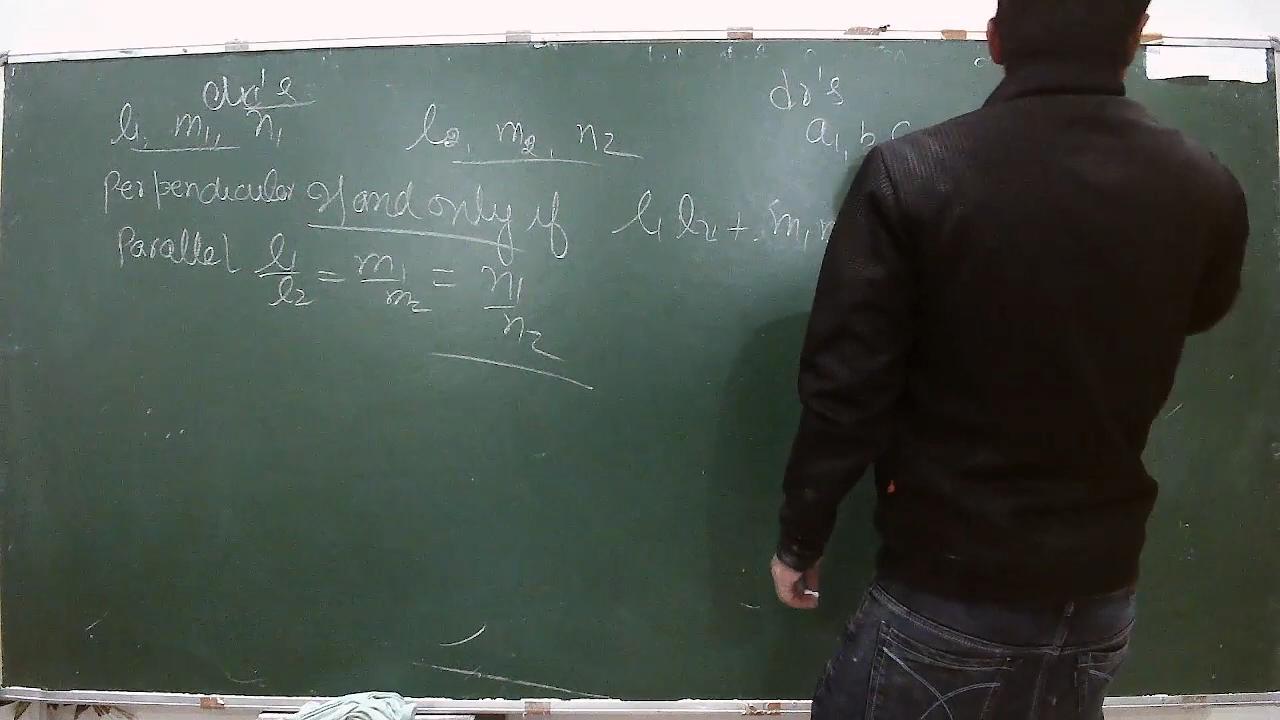 dr's
l₁, m₁, n₁ l₂, m₂, n₂
Perpendicular If and only if l₁ l₂ + m₁
Parallel l₁/l₂ = m₁/m₂ = n₁/n₂
dr's
a₁, b, c